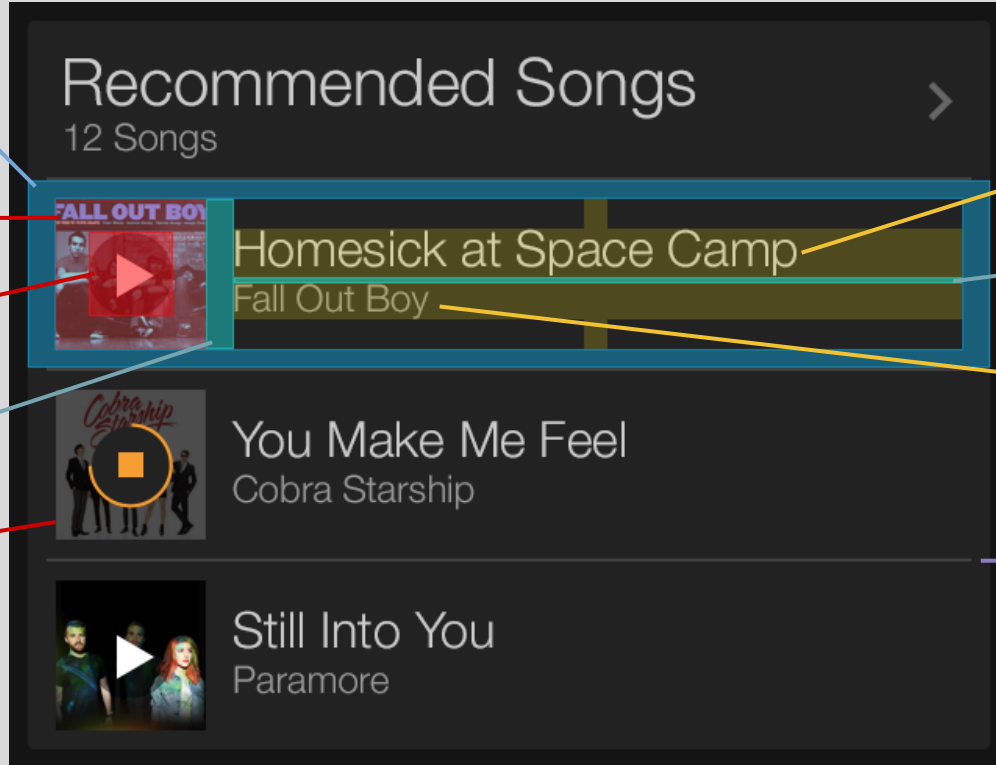 Recommended Songs
12 Songs
FALL OUT BOY
Homesick at Space Camp
Fall Out Boy
Cobra Starship
You Make Me Feel
Cobra Starship
Still Into You
Paramore